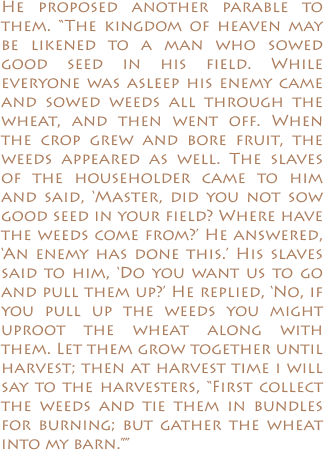 He proposed another parable to
them. “The kingdom of heaven may
be likened to a man who sowed
good seed in his field. While
everyone was asleep his enemy came
and sowed weeds all through the
wheat, and then went off. When
the crop grew and bore fruit, the
weeds appeared as well. The slaves
of the householder came to him
and said, ‘Master, did you not sow
good seed in your field? Where have
the weeds come from?’ He answered,
‘An enemy has done this.’ His slaves
said to him, ‘Do you want us to go
and pull them up?’ He replied, ‘No, if
you pull up the weeds you might
uproot the wheat along with
them. Let them grow together until
harvest; then at harvest time i will
say to the harvesters, “First collect
the weeds and tie them in bundles
for burning; but gather the wheat
into my barn.”’”